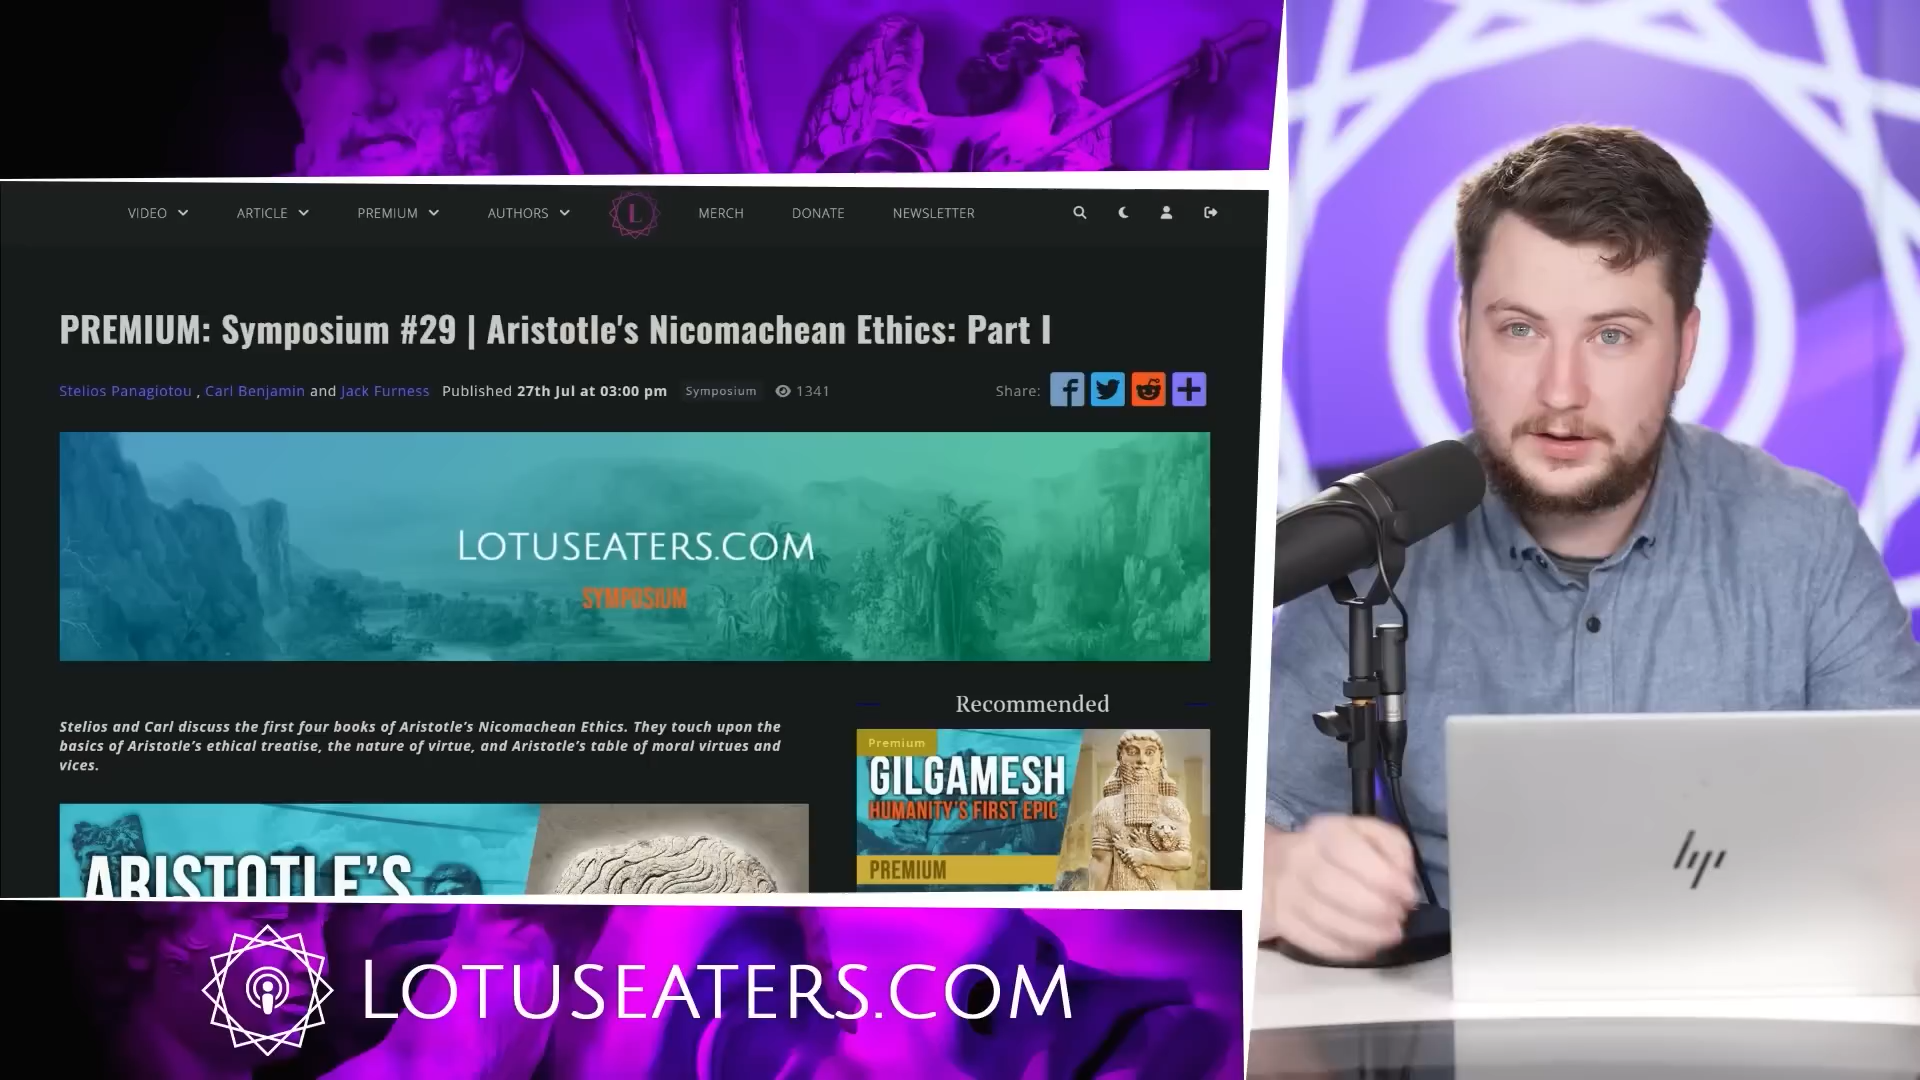 VIDEO ARTICLE PREMIUM AUTHORS L MERCH DONATE NEWSLETTER
PREMIUM: Symposium #29 | Aristotle's Nicomachean Ethics: Part I
Stelios Panagiotou , Carl Benjamin and Jack Furness Published 27th Jul at 03:00 pm Symposium 1341 Share:
LOTUSEATERS.COM
SYMPOSIUM
Stelios and Carl discuss the first four books of Aristotle's Nicomachean Ethics. They touch upon the
basics of Aristotle's ethical treatise, the nature of virtue, and Aristotle's table of moral virtues and
vices.
ARISTOTLE'S
Recommended
Premium
GILGAMESH
HUMANITY'S FIRST EPIC
PREMIUM
LOTUSEATERS.COM
hp